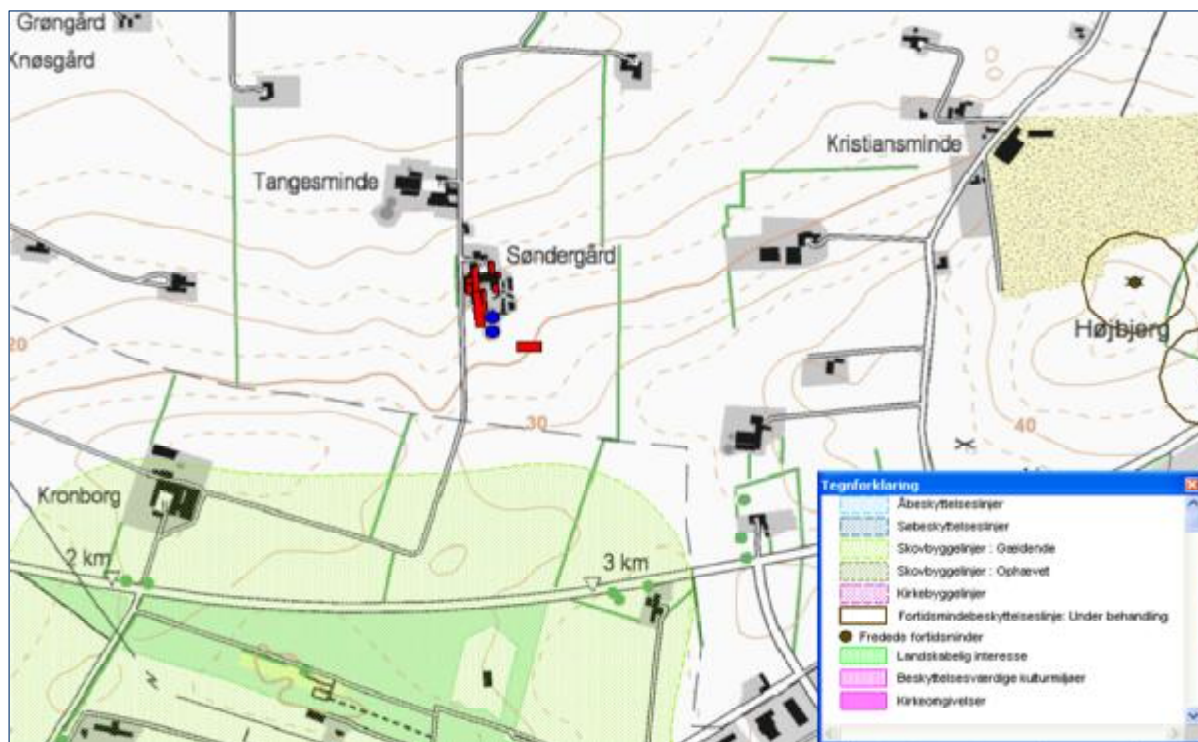 Grøngård
Knøsgård
Kristiansminde
Tangesminde
Søndergård
Højbjerg
20
30
40
Kronborg
2 km
3 km
Tegnforklaring
Åbeskyttelseslinjer
Søbeskyttelseslinjer
Skovbyggelinjer : Gældende
Skovbyggelinjer : Ophævet
Kirkebyggelinjer
Fortidsmindebeskyttelseslinje: Under behandling
Fredede fortidsminder
Landskabelig interesse
Beskyttelsesværdige kulturmiljøer
Kirkeomgivelser